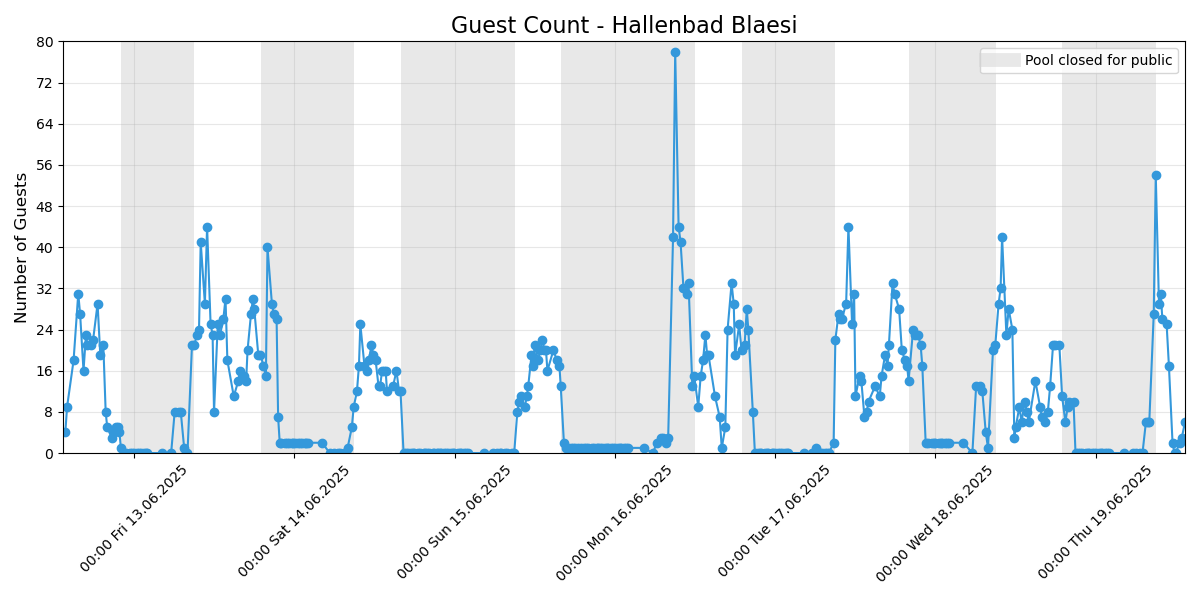 Guest Count - Hallenbad Blaesi
Pool closed for public
Number of Guests
80
72
64
56
48
40
32
24
16
8
0
00:00 Fri 13.06.2025
00:00 Sat 14.06.2025
00:00 Sun 15.06.2025
00:00 Mon 16.06.2025
00:00 Tue 17.06.2025
00:00 Wed 18.06.2025
00:00 Thu 19.06.2025